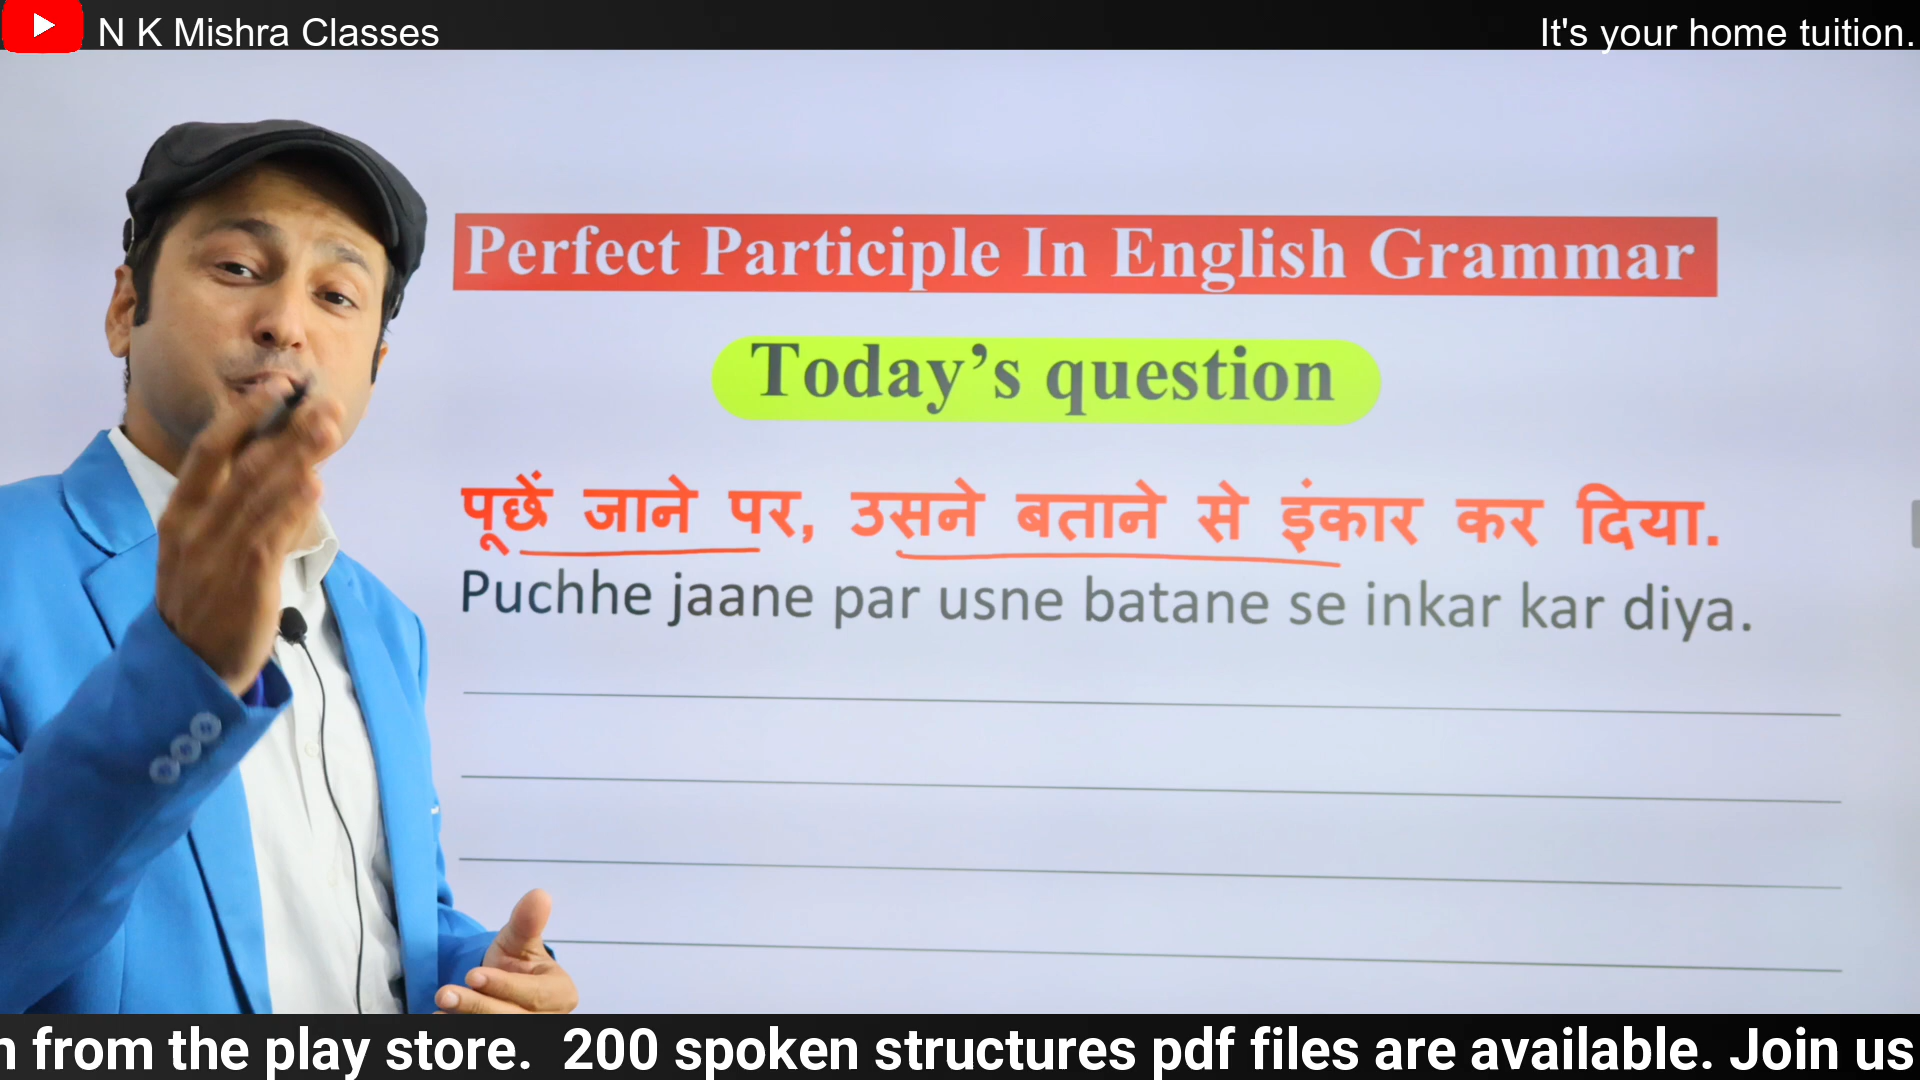 N K Mishra Classes
It's your home tuition.
Perfect Participle In English Grammar
Today's question
पूछें जाने पर, उसने बताने से इंकार कर दिया.
Puchhe jaane par usne batane se inkar kar diya.
from the play store. 200 spoken structures pdf files are available. Join us